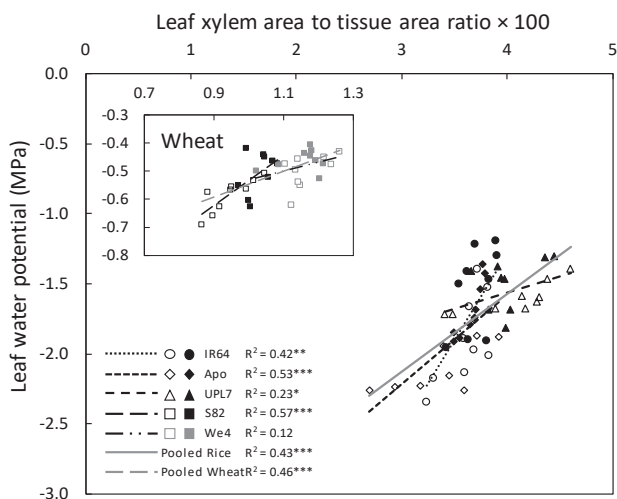 Leaf xylem area to tissue area ratio × 100
0 1 2 3 4 5
0.0
0.7 0.9 1.1 1.3
-0.3
-0.4
-0.5
-0.6
-0.7
-0.8
Wheat
-0.5
-1.0
-1.5
-2.0
-2.5
-3.0
Leaf water potential (MPa)
IR64 R² = 0.42**
Apo R² = 0.53***
UPL7 R² = 0.23*
S82 R² = 0.57***
We4 R² = 0.12
Pooled Rice R² = 0.43***
Pooled Wheat R² = 0.46***